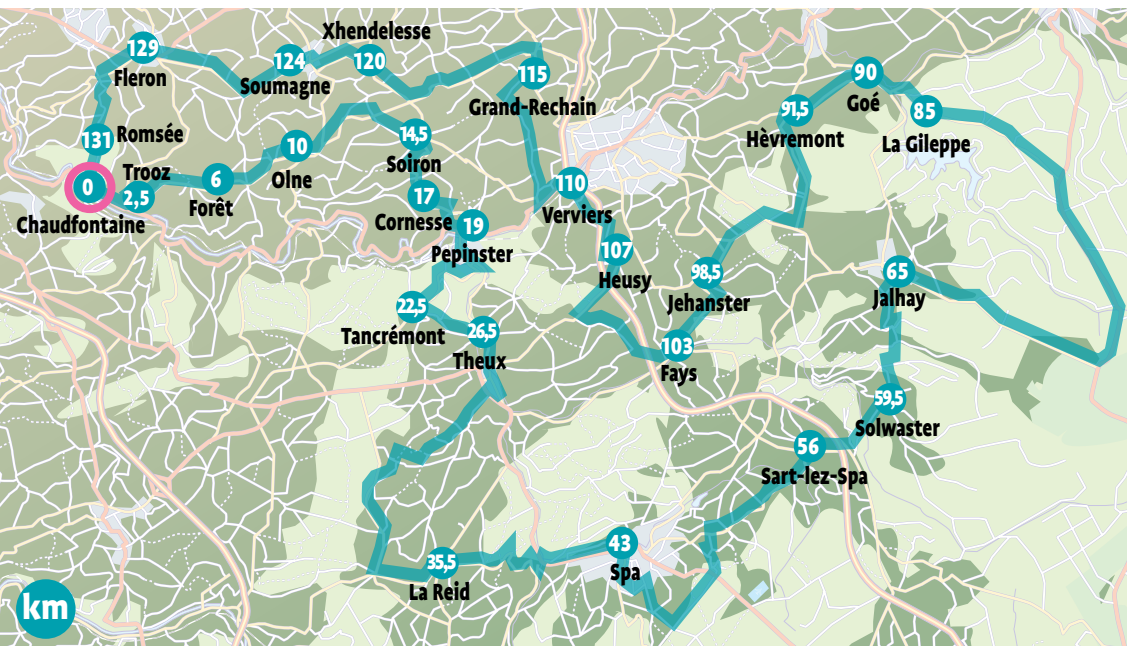 0
Chaudfontaine
2,5
Trooz
6
Forêt
10
Olne
14,5
Soiron
17
Cornesse
19
Pepinster
22,5
Tancrémont
26,5
Theux
35,5
La Reid
43
Spa
56
Sart-lez-Spa
59,5
Solwaster
65
Jalhay
85
La Gileppe
90
Goé
91,5
Hèvremont
98,5
Jehanster
103
Fays
107
Heusy
110
Verviers
115
Grand-Rechain
120
Xhendelesse
124
Soumagne
129
Fleron
131
Romsée
km